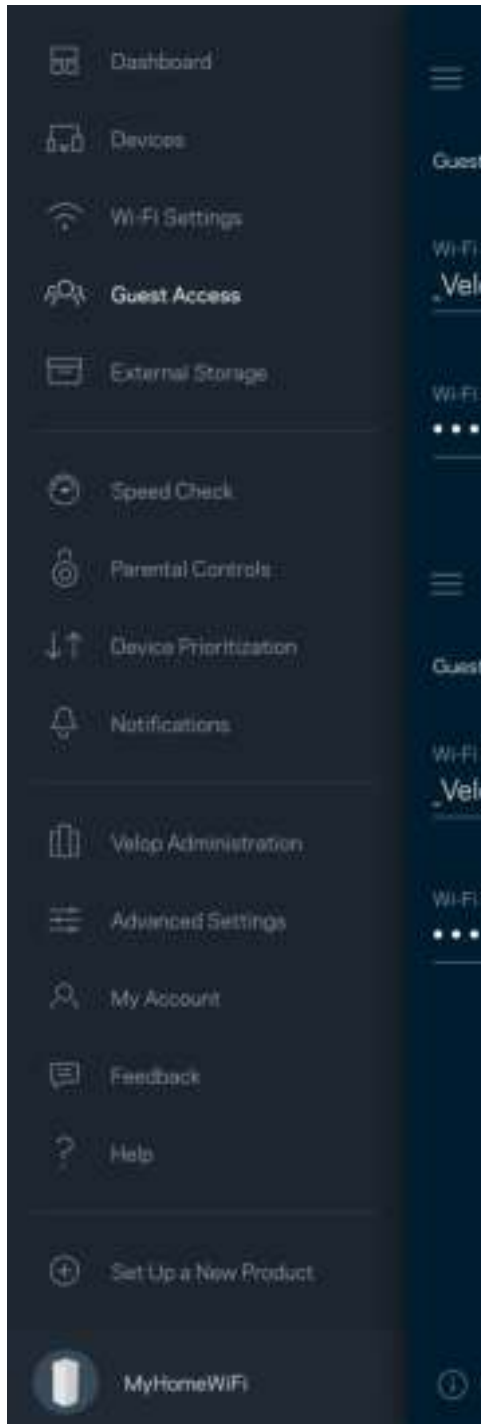 Dashboard
Devices
Wi-Fi Settings
Guest Access
External Storage
Speed Check
Parental Controls
Device Prioritization
Notifications
Velop Administration
Advanced Settings
My Account
Feedback
? Help
Set Up a New Product
MyHomeWiFi
Guest
Wi-Fi
_Vel
Wi-Fi
Guest
Wi-Fi
_Vel
Wi-Fi